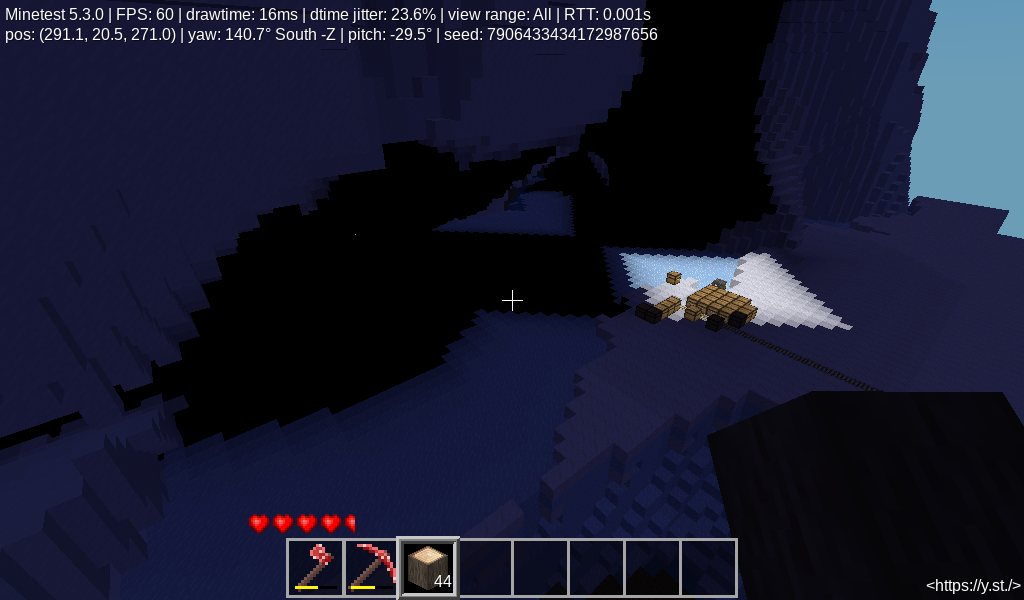 Minetest 5.3.0 | FPS: 60 | drawtime: 16ms | dtime jitter: 23.6% | view range: All | RTT: 0.001s
pos: (291.1, 20.5, 271.0) | yaw: 140.7° South -Z | pitch: -29.5° | seed: 7906433434172987656
44
<https://y.st./>